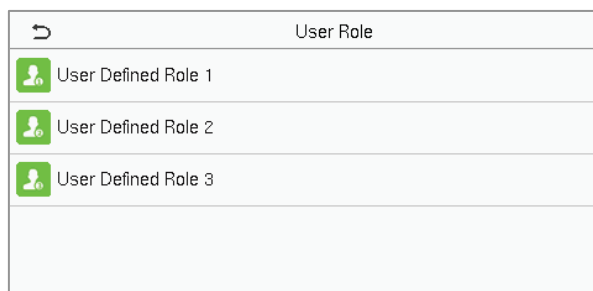 User Role
User Defined Role 1
User Defined Role 2
User Defined Role 3